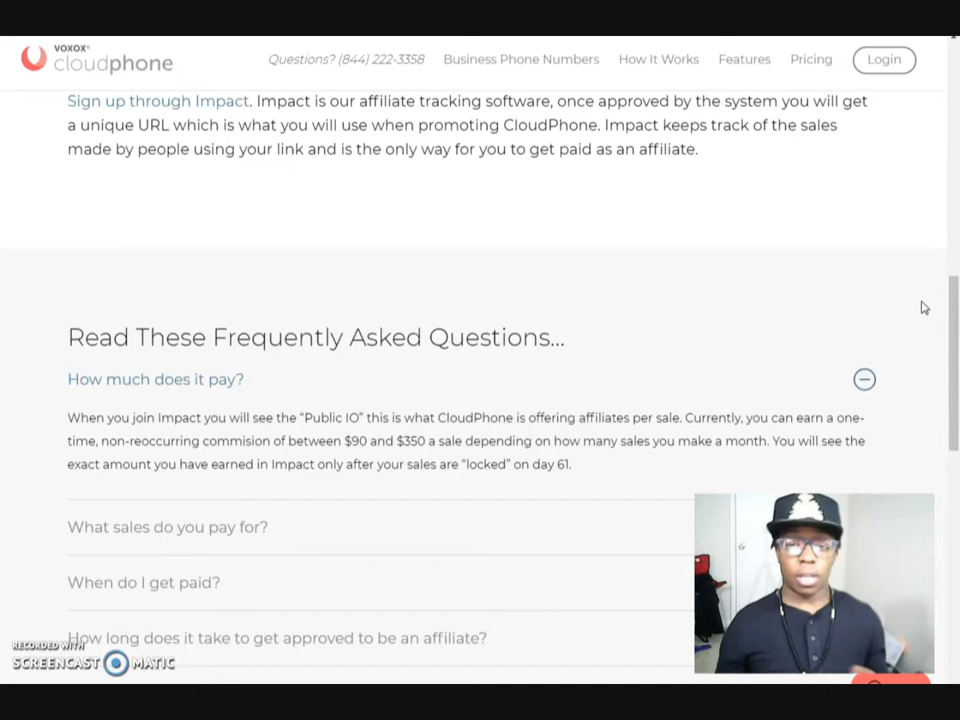 VOXOX®
cloudphone
Questions? (844) 222-3358 Business Phone Numbers How It Works Features Pricing Login
Sign up through Impact. Impact is our affiliate tracking software, once approved by the system you will get
a unique URL which is what you will use when promoting CloudPhone. Impact keeps track of the sales
made by people using your link and is the only way for you to get paid as an affiliate.
Read These Frequently Asked Questions...
How much does it pay?
When you join Impact you will see the “Public IO” this is what CloudPhone is offering affiliates per sale. Currently, you can earn a one-
time, non-reoccurring commision of between $90 and $350 a sale depending on how many sales you make a month. You will see the
exact amount you have earned in Impact only after your sales are “locked” on day 61.
What sales do you pay for?
When do I get paid?
How long does it take to get approved to be an affiliate?
RECORDED WITH
SCREENCAST MATIC